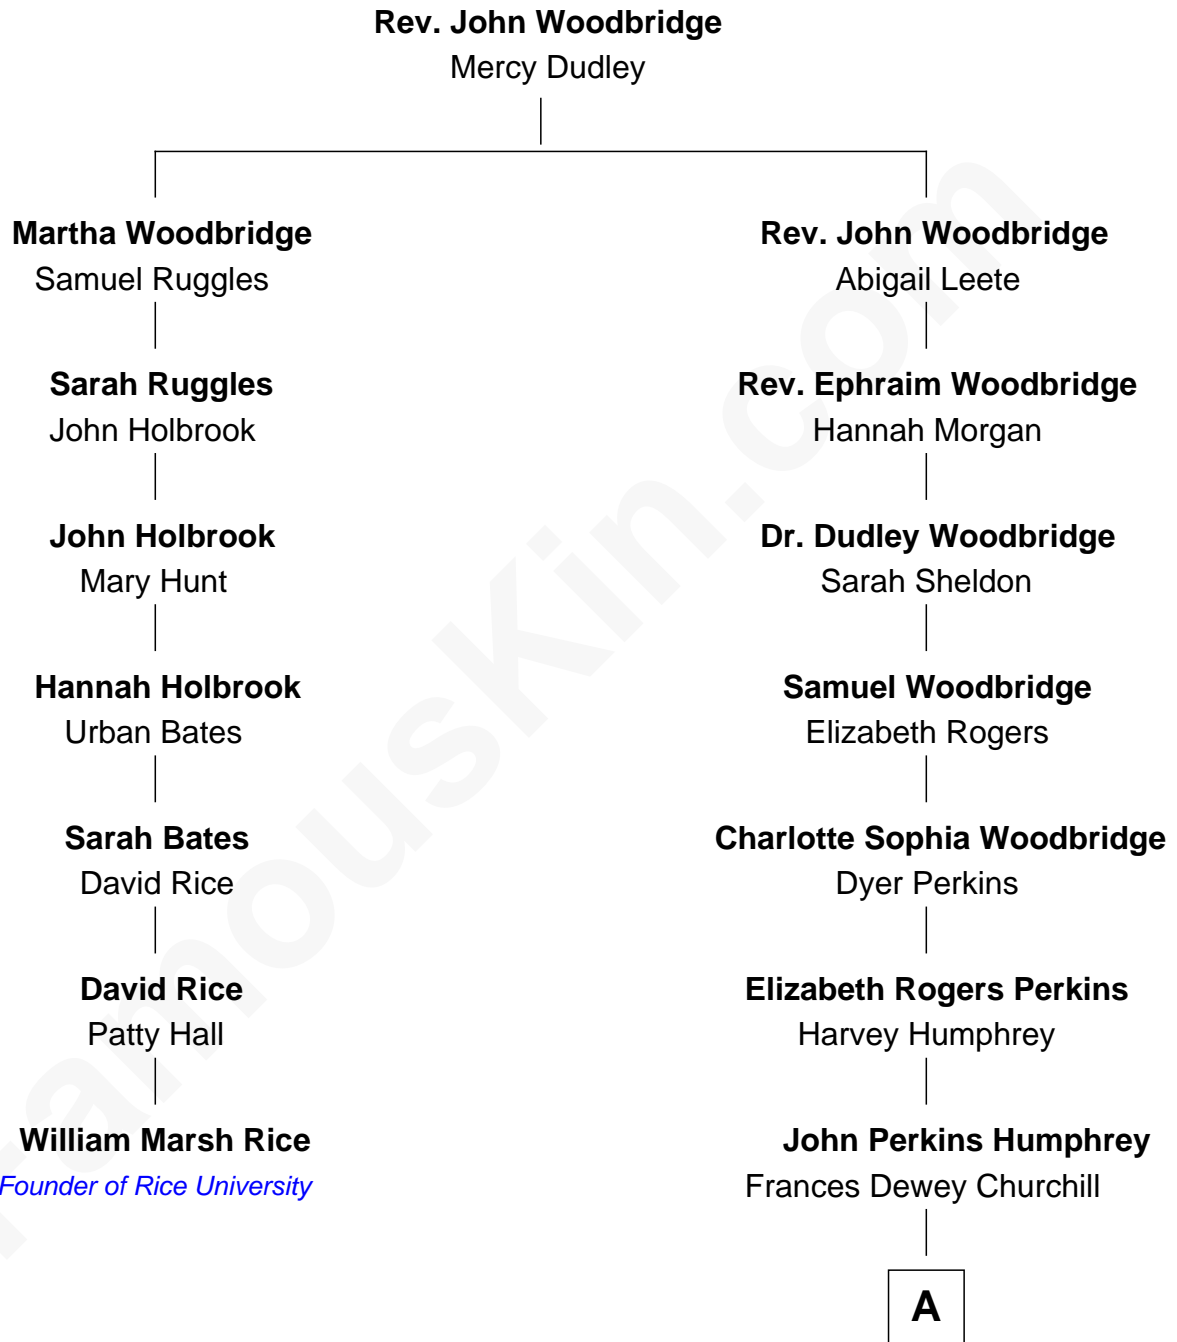 Rev. John Woodbridge
Mercy Dudley
Martha Woodbridge
Samuel Ruggles
Rev. John Woodbridge
Abigail Leete
Sarah Ruggles
John Holbrook
Rev. Ephraim Woodbridge
Hannah Morgan
John Holbrook
Mary Hunt
Dr. Dudley Woodbridge
Sarah Sheldon
Hannah Holbrook
Urban Bates
Samuel Woodbridge
Elizabeth Rogers
Sarah Bates
David Rice
Charlotte Sophia Woodbridge
Dyer Perkins
David Rice
Patty Hall
Elizabeth Rogers Perkins
Harvey Humphrey
William Marsh Rice
Founder of Rice University
John Perkins Humphrey
Frances Dewey Churchill
A
FamousKin.com